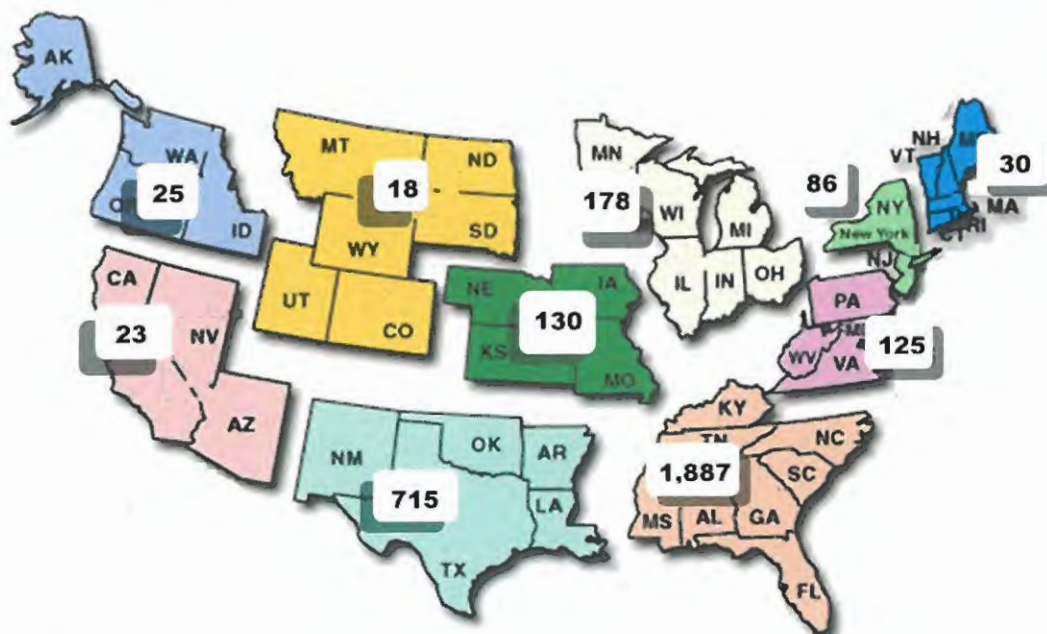 AK
WA
25
ID
MT
ND
18
SD
WY
UT
CO
CA
NV
23
AZ
NE
IA
130
KS
MO
MN
178
WI
MI
IL
IN
OH
NH
VT
30
MA
RI
CT
86
NY
New York
NJ
PA
WV
VA
125
NM
OK
AR
715
LA
TX
KY
TN
NC
1,887
SC
MS
AL
GA
FL